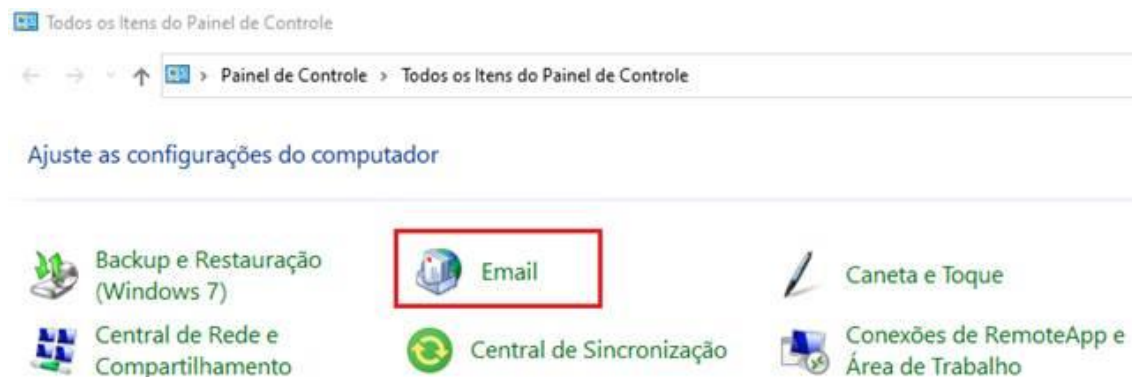 Todos os Itens do Painel de Controle
Painel de Controle > Todos os Itens do Painel de Controle
Ajuste as configurações do computador
Backup e Restauração
(Windows 7)
Email
Caneta e Toque
Central de Rede e
Compartilhamento
Central de Sincronização
Conexões de RemoteApp e
Área de Trabalho